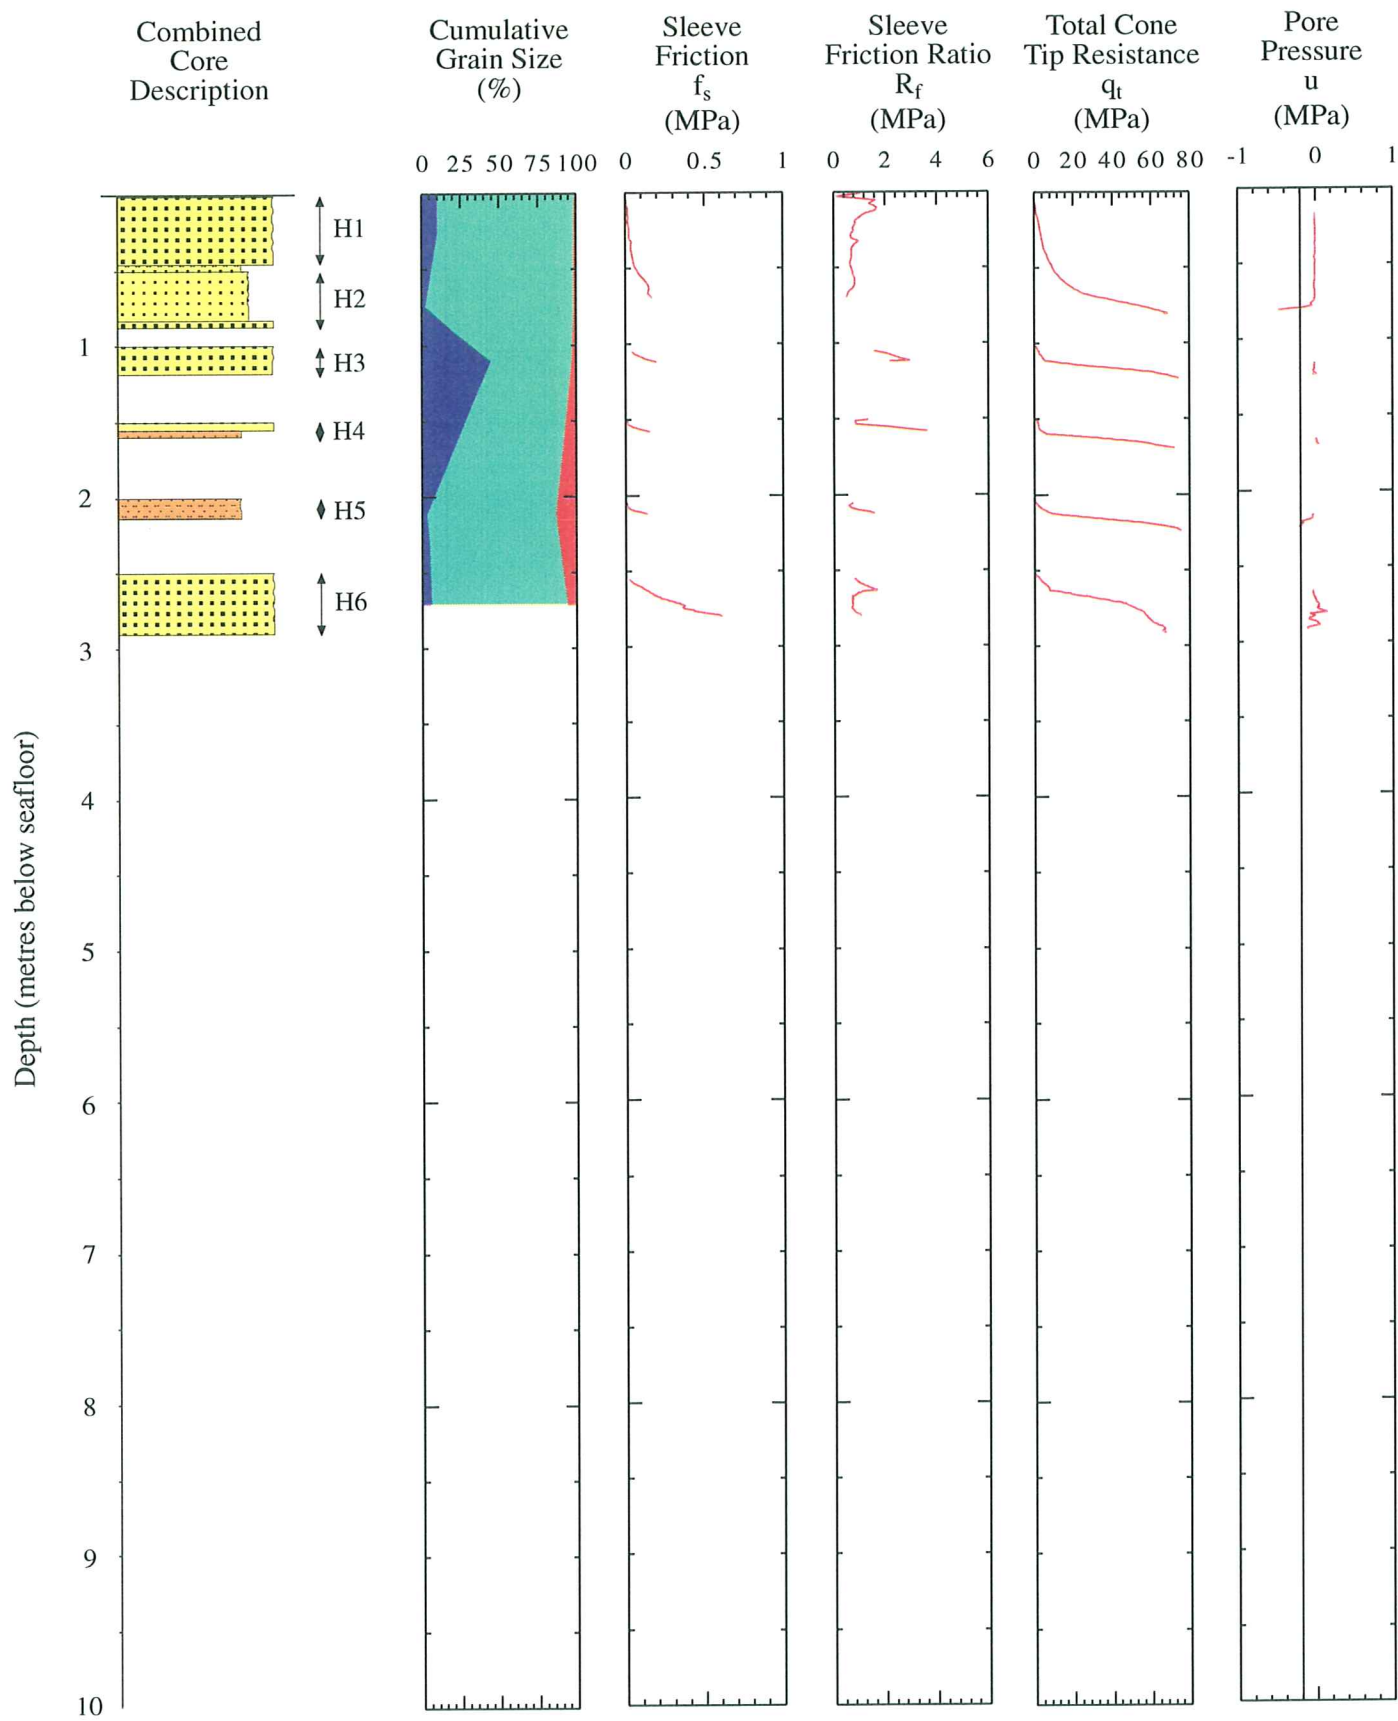 Combined
Core
Description
Cumulative
Grain Size
(%)
Sleeve
Friction
fs
(MPa)
Sleeve
Friction Ratio
Rf
(MPa)
Total Cone
Tip Resistance
qt
(MPa)
Pore
Pressure
u
(MPa)
0 25 50 75 100
0 0.5 1
0 2 4 6
0 20 40 60 80
-1 0 1
H1
H2
1
H3
H4
2
H5
H6
3
4
5
6
7
8
9
10
Depth (metres below seafloor)